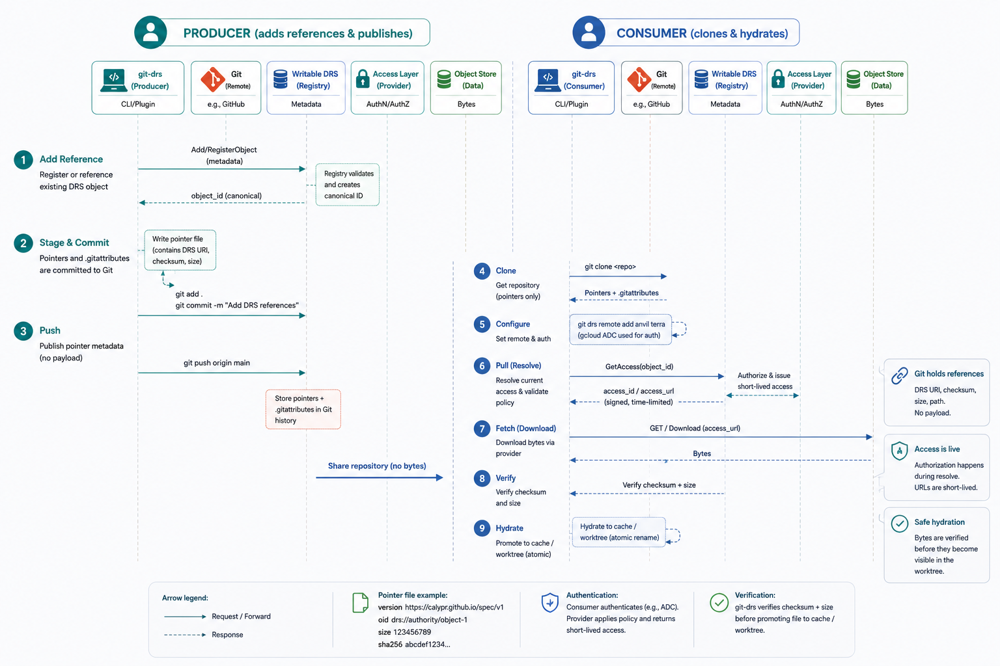 PRODUCER (adds references & publishes)
CONSUMER (clones & hydrates)
git-drs
(Producer)
CLI/Plugin
Git
(Remote)
e.g., GitHub
Writable DRS
(Registry)
Metadata
Access Layer
(Provider)
AuthN/AuthZ
Object Store
(Data)
Bytes
git-drs
(Consumer)
CLI/Plugin
Git
(Remote)
e.g., GitHub
Writable DRS
(Registry)
Metadata
Access Layer
(Provider)
AuthN/AuthZ
Object Store
(Data)
Bytes
1
Add Reference
Register or reference
existing DRS object
Add/RegisterObject
(metadata)
Registry validates
and creates
canonical ID
object_id (canonical)
2
Stage & Commit
Pointers and .gitattributes
are committed to Git
Write pointer file
(contains DRS URI,
checksum, size)
git add .
git commit -m "Add DRS references"
3
Push
Publish pointer metadata
(no payload)
git push origin main
Store pointers +
.gitattributes in Git
history
Share repository (no bytes)
4
Clone
Get repository
(pointers only)
git clone <repo>
Pointers + .gitattributes
5
Configure
Set remote & auth
git drs remote add anvil terra
(gcloud ADC used for auth)
6
Pull (Resolve)
Resolve current
access & validate
policy
GetAccess(object_id)
access_id / access_url
(signed, time-limited)
Authorize & issue
short-lived access
7
Fetch (Download)
Download bytes via
provider
GET / Download (access_url)
Bytes
8
Verify
Verify checksum
and size
Verify checksum + size
9
Hydrate
Promote to cache /
worktree (atomic)
Hydrate to cache /
worktree (atomic rename)
Git holds references
DRS URI, checksum,
size, path.
No payload.
Access is live
Authorization happens
during resolve.
URLs are short-lived.
Safe hydration
Bytes are verified
before they become
visible in the
worktree.
Arrow legend:
Request / Forward
Response
Pointer file example:
version https://calypr.github.io/spec/v1
oid drs://authority/object-1
size 123456789
sha256 abcdef1234...
Authentication:
Consumer authenticates (e.g., ADC).
Provider applies policy and returns
short-lived access.
Verification:
git-drs verifies checksum + size
before promoting file to cache /
worktree.